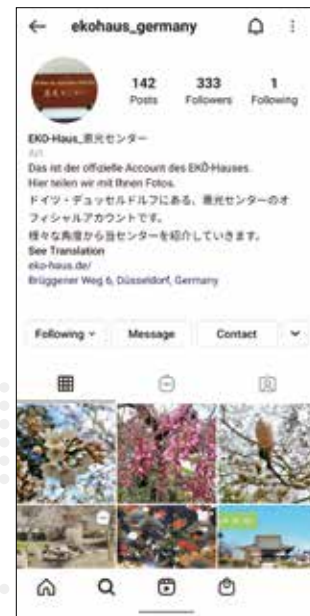 ekohaus_germany
142 333 1
Posts Followers Following
EKO-Haus_恵光センター
Art
Das ist der offizielle Account des EKŌ-Hauses.
Hier teilen wir mit Ihnen Fotos.
ドイツ・デュッセルドルフにある、恵光センターのオ
フィシャルアカウントです。
様々な角度から当センターを紹介していきます。
See Translation
eko-haus.de/
Brüggener Weg 6, Düsseldorf, Germany
Following Message Contact